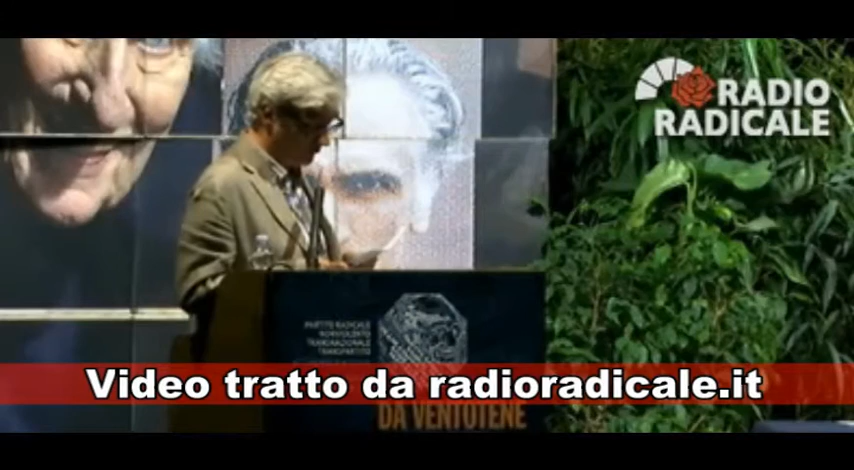 RADIO
RADICALE
PARTITO RADICALE
NONVIOLENTO
TRANSNAZIONALE
TRANSPARTITO
Video tratto da radioradicale.it
DA VENTOTENE